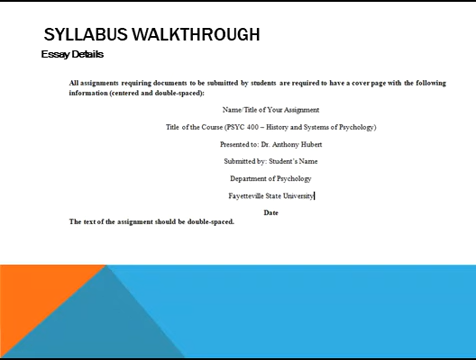 SYLLABUS WALKTHROUGH
Essay Details
All assignments requiring documents to be submitted by students are required to have a cover page with the following
information (centered and double-spaced):
Name/Title of Your Assignment
Title of the Course (PSYC 400 – History and Systems of Psychology)
Presented to: Dr. Anthony Hubert
Submitted by: Student's Name
Department of Psychology
Fayetteville State University
Date
The text of the assignment should be double-spaced.